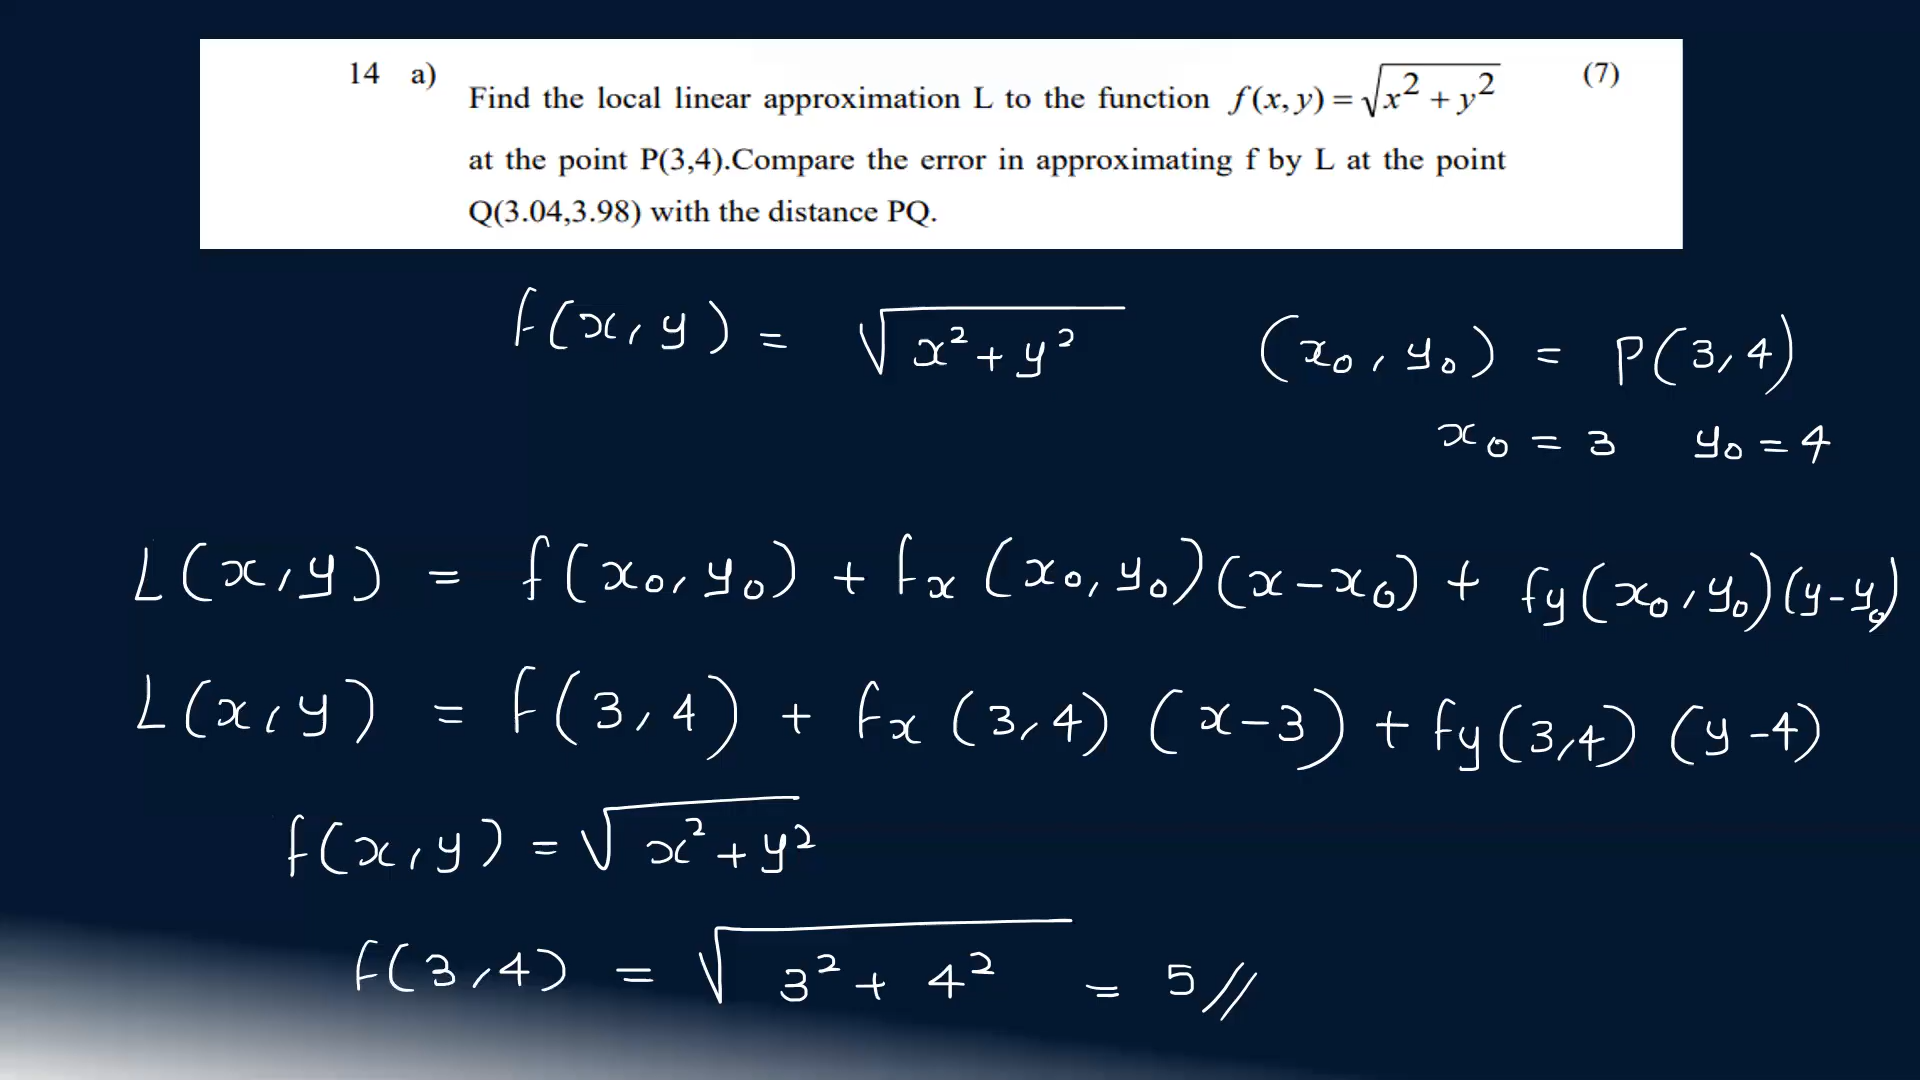 14 a) Find the local linear approximation L to the function f(x, y) = √(x² + y²) (7)
at the point P(3,4).Compare the error in approximating f by L at the point
Q(3.04,3.98) with the distance PQ.
f(x, y) = √(x² + y²) (x₀, y₀) = P(3, 4)
x₀ = 3 y₀ = 4
L(x, y) = f(x₀, y₀) + fx (x₀, y₀)(x - x₀) + fy(x₀, y₀)(y - y₀)
L(x, y) = f(3, 4) + fx (3, 4) (x - 3) + fy(3,4) (y - 4)
f(x, y) = √(x² + y²)
f(3, 4) = √(3² + 4²) = 5 //